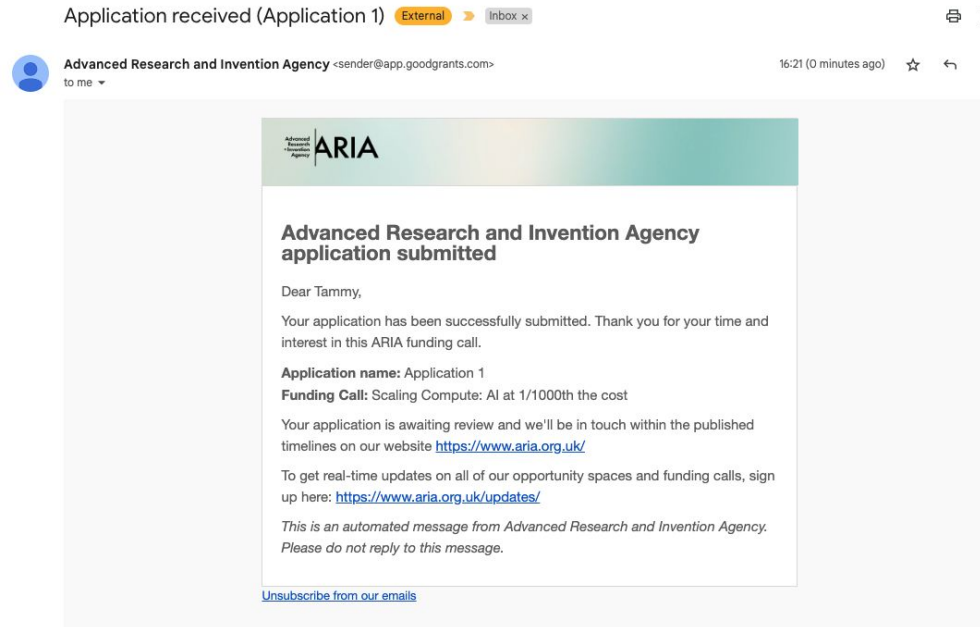 Application received (Application 1) External Inbox ×
Advanced Research and Invention Agency <sender@app.goodgrants.com> 16:21 (0 minutes ago)
to me
Advanced
Research
+ Invention
Agency
ARIA
Advanced Research and Invention Agency
application submitted
Dear Tammy,
Your application has been successfully submitted. Thank you for your time and
interest in this ARIA funding call.
Application name: Application 1
Funding Call: Scaling Compute: AI at 1/1000th the cost
Your application is awaiting review and we'll be in touch within the published
timelines on our website https://www.aria.org.uk/
To get real-time updates on all of our opportunity spaces and funding calls, sign
up here: https://www.aria.org.uk/updates/
This is an automated message from Advanced Research and Invention Agency.
Please do not reply to this message.
Unsubscribe from our emails